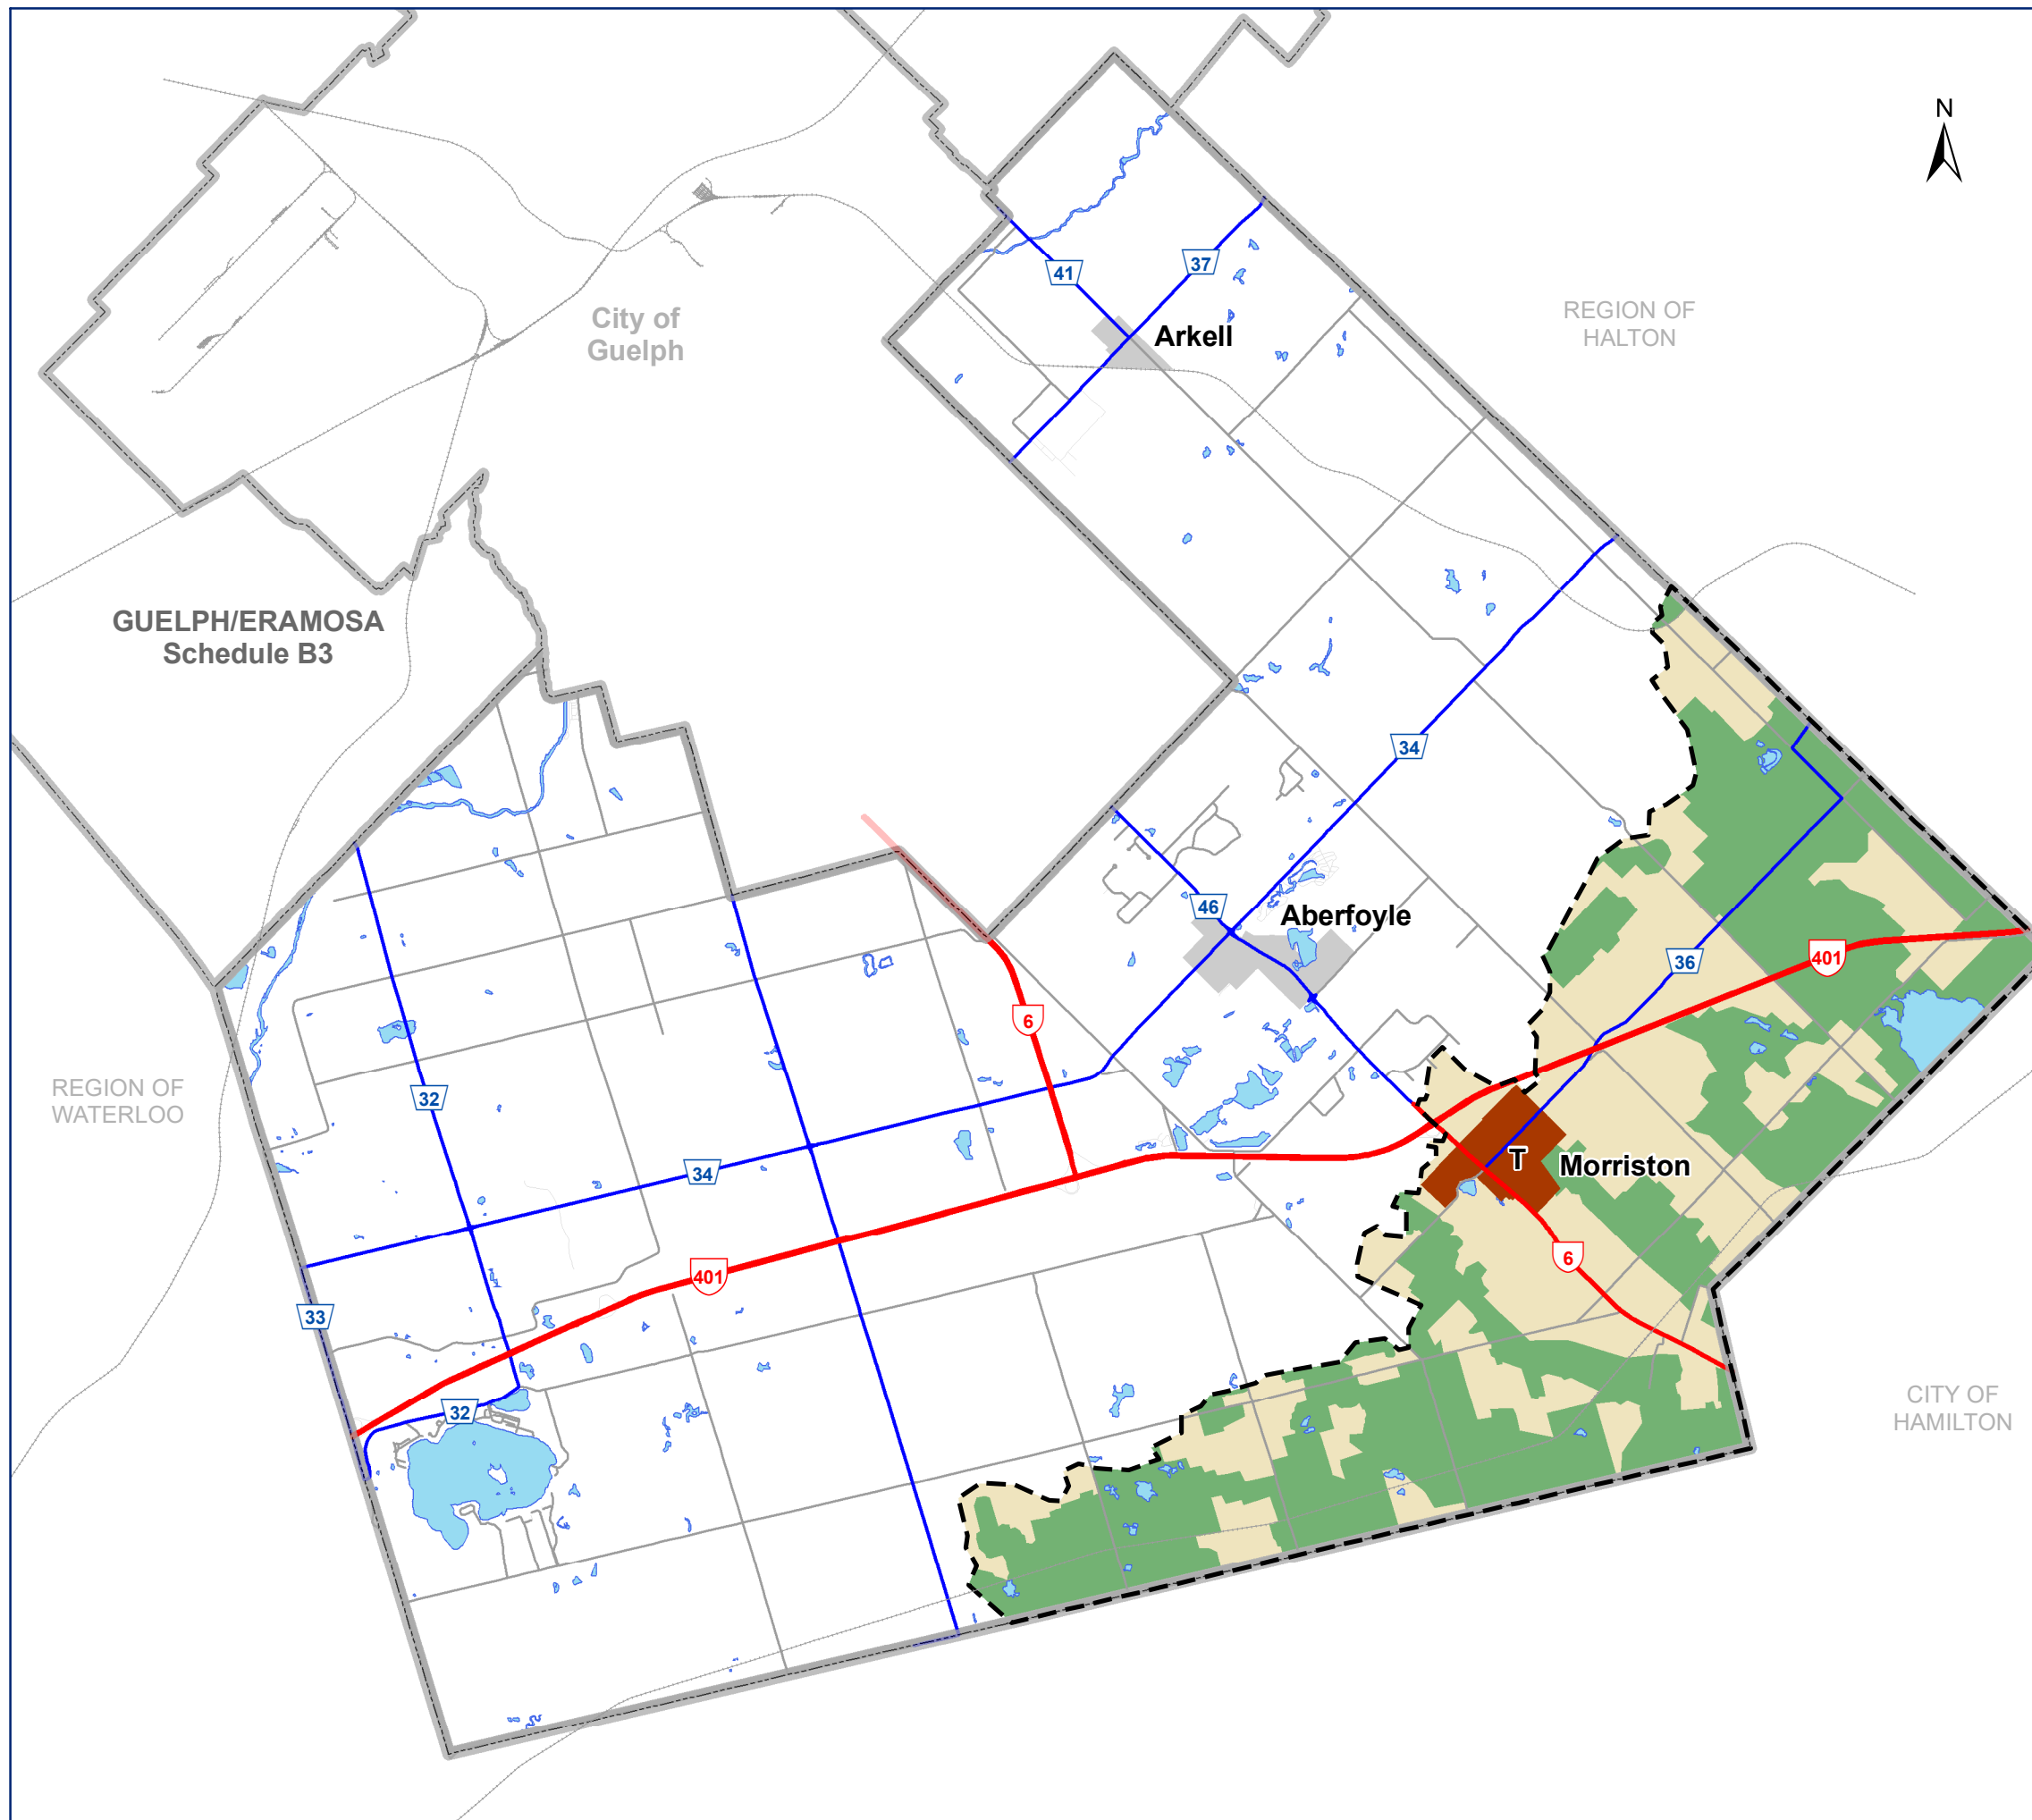 N
41
37
City of
Guelph
REGION OF
HALTON
Arkell
GUELPH/ERAMOSA
Schedule B3
34
46
Aberfoyle
36
401
6
REGION OF
WATERLOO
32
T
Morriston
34
6
401
33
32
CITY OF
HAMILTON